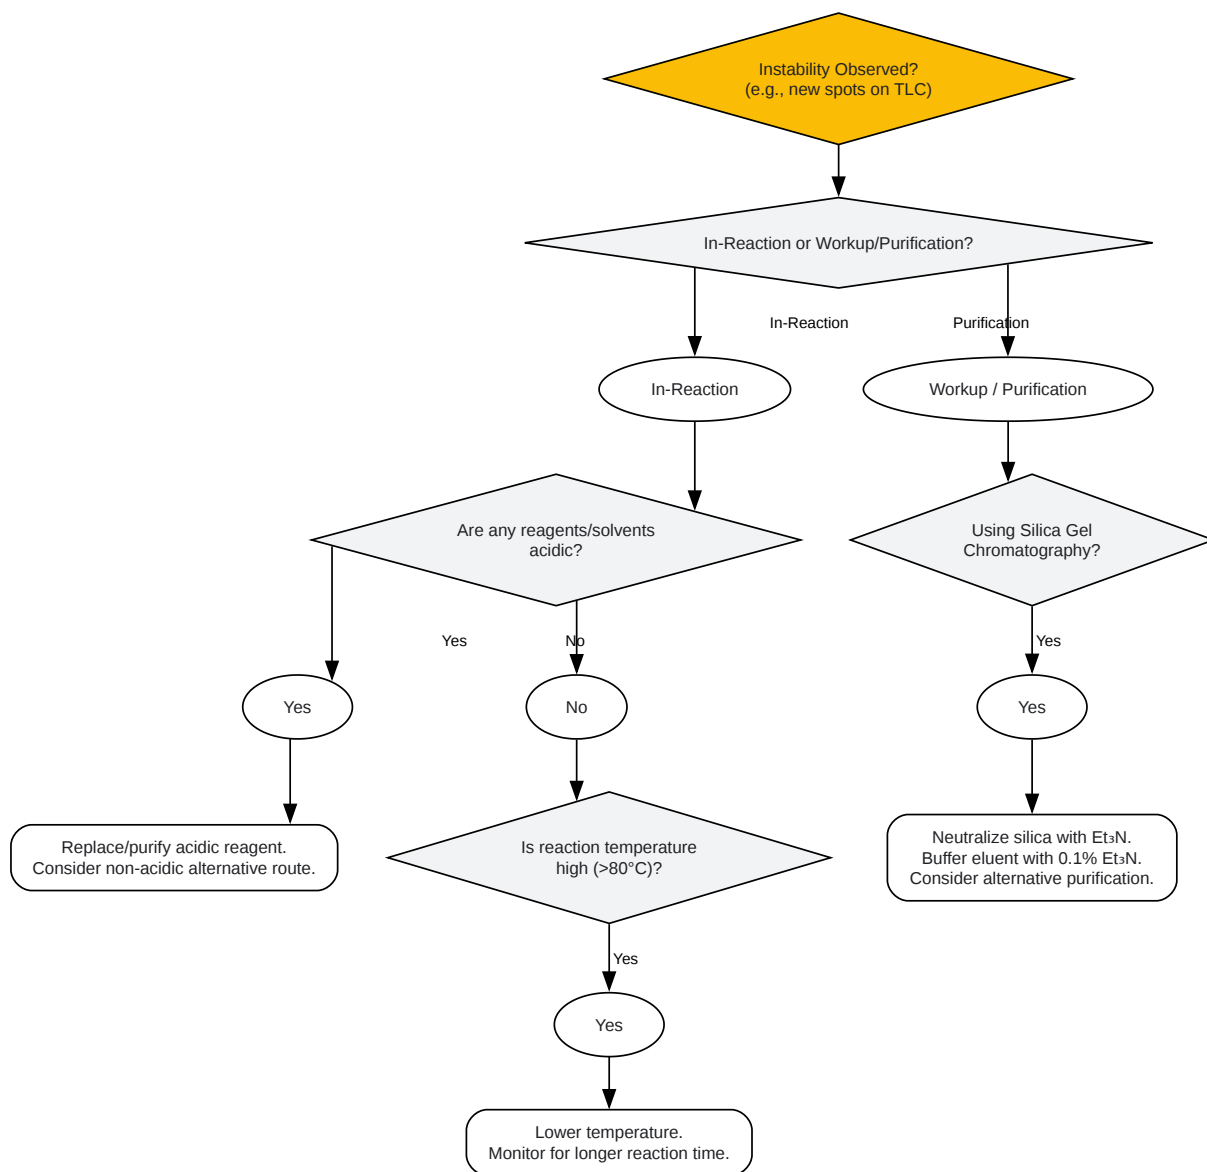 Instability Observed?
(e.g., new spots on TLC)
In-Reaction or Workup/Purification?
In-Reaction
Purification
In-Reaction
Workup / Purification
Are any reagents/solvents
acidic?
Using Silica Gel
Chromatography?
Yes
No
Yes
Yes
No
Yes
Replace/purify acidic reagent.
Consider non-acidic alternative route.
Is reaction temperature
high (>80°C)?
Neutralize silica with Et₃N.
Buffer eluent with 0.1% Et₃N.
Consider alternative purification.
Yes
Yes
Lower temperature.
Monitor for longer reaction time.